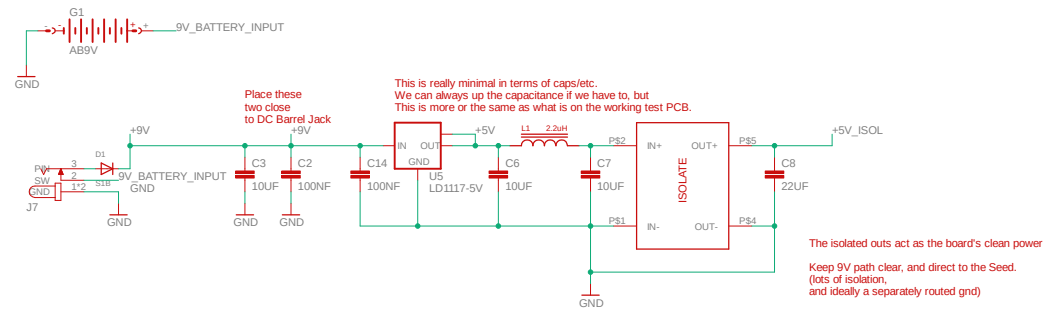 G1
- - + +
9V_BATTERY_INPUT
AB9V
GND
Place these
two close
to DC Barrel Jack
This is really minimal in terms of caps/etc.
We can always up the capacitance if we have to, but
This is more or the same as what is on the working test PCB.
+9V
+9V
+5V
L1 2.2uH
+5V_ISOL
IN OUT
GND
U5
LD1117-5V
P$2 IN+ OUT+ P$5
ISOLATE
P$1 IN- OUT- P$4
D1
S1B
PIN 3
SW 2
GND 1*2
J7
9V_BATTERY_INPUT
GND
GND
C3
10UF
GND
C2
100NF
GND
C14
100NF
C6
10UF
C7
10UF
C8
22UF
GND
The isolated outs act as the board's clean power
Keep 9V path clear, and direct to the Seed.
(lots of isolation,
and ideally a separately routed gnd)